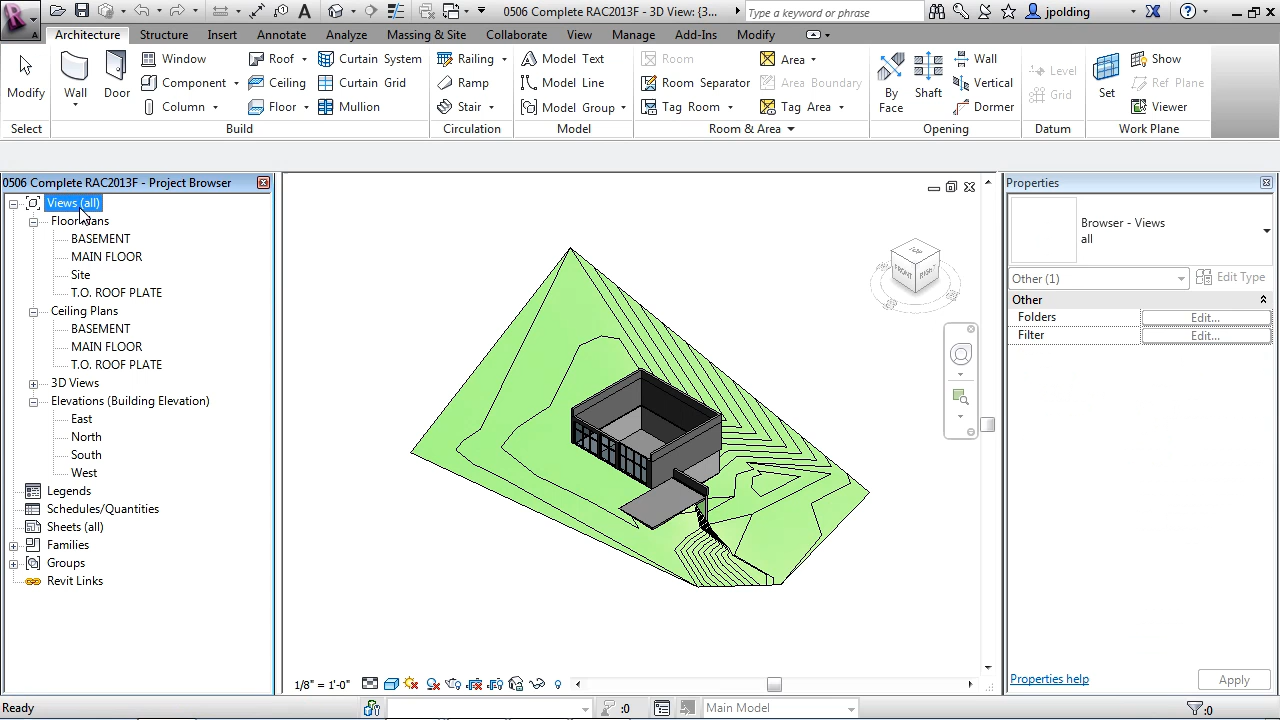 0506 Complete RAC2013F - 3D View: {3...
Type a keyword or phrase
jpolding
Architecture Structure Insert Annotate Analyze Massing & Site Collaborate View Manage Add-Ins Modify
Window Roof Curtain System Railing Model Text Room Area Wall Level Show
Modify Wall Door Component Ceiling Curtain Grid Ramp Model Line Room Separator Area Boundary By Face Shaft Vertical Grid Set Ref Plane
Column Floor Mullion Stair Model Group Tag Room Tag Area Dormer Viewer
Select Build Circulation Model Room & Area Opening Datum Work Plane
0506 Complete RAC2013F - Project Browser
Views (all)
Floor Plans
BASEMENT
MAIN FLOOR
Site
T.O. ROOF PLATE
Ceiling Plans
BASEMENT
MAIN FLOOR
T.O. ROOF PLATE
3D Views
Elevations (Building Elevation)
East
North
South
West
Legends
Schedules/Quantities
Sheets (all)
Families
Groups
Revit Links
TOP
FRONT
RIGHT
1/8" = 1'-0"
Properties
Browser - Views
all
Other (1)
Edit Type
Other
Folders Edit...
Filter Edit...
Properties help
Apply
Ready
:0
Main Model
:0